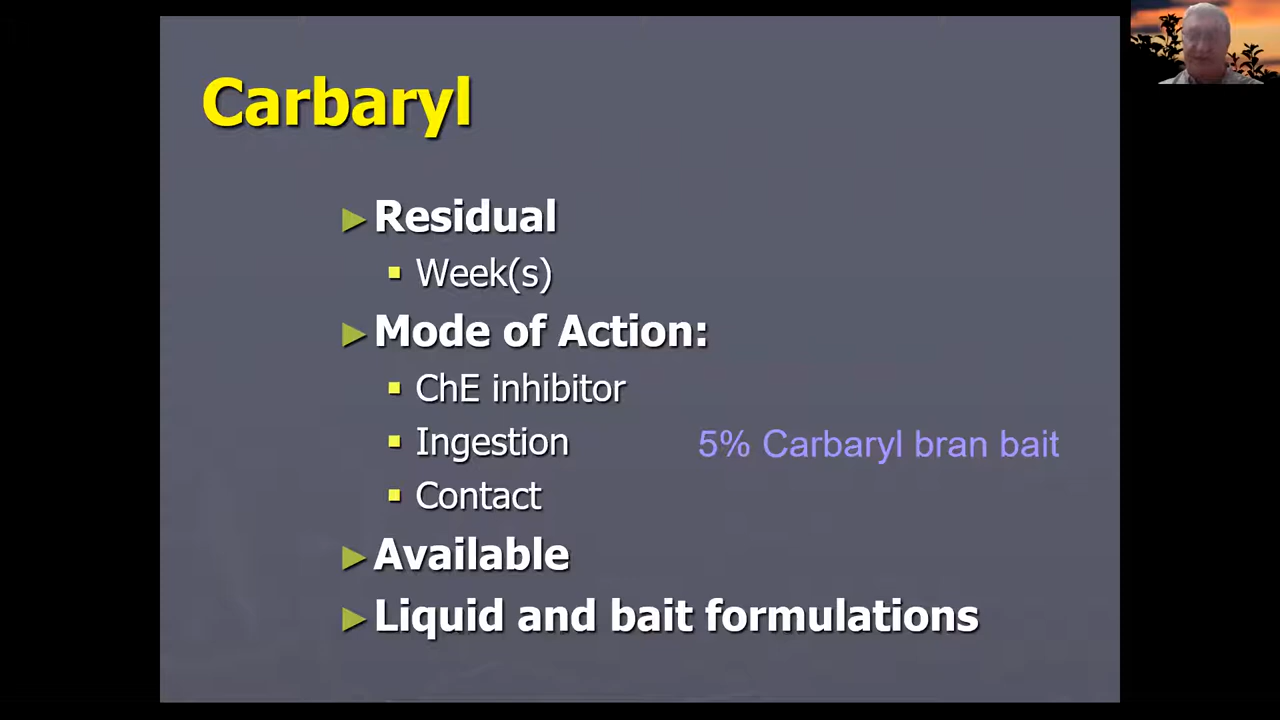 Carbaryl
Residual
Week(s)
Mode of Action:
ChE inhibitor
Ingestion
5% Carbaryl bran bait
Contact
Available
Liquid and bait formulations